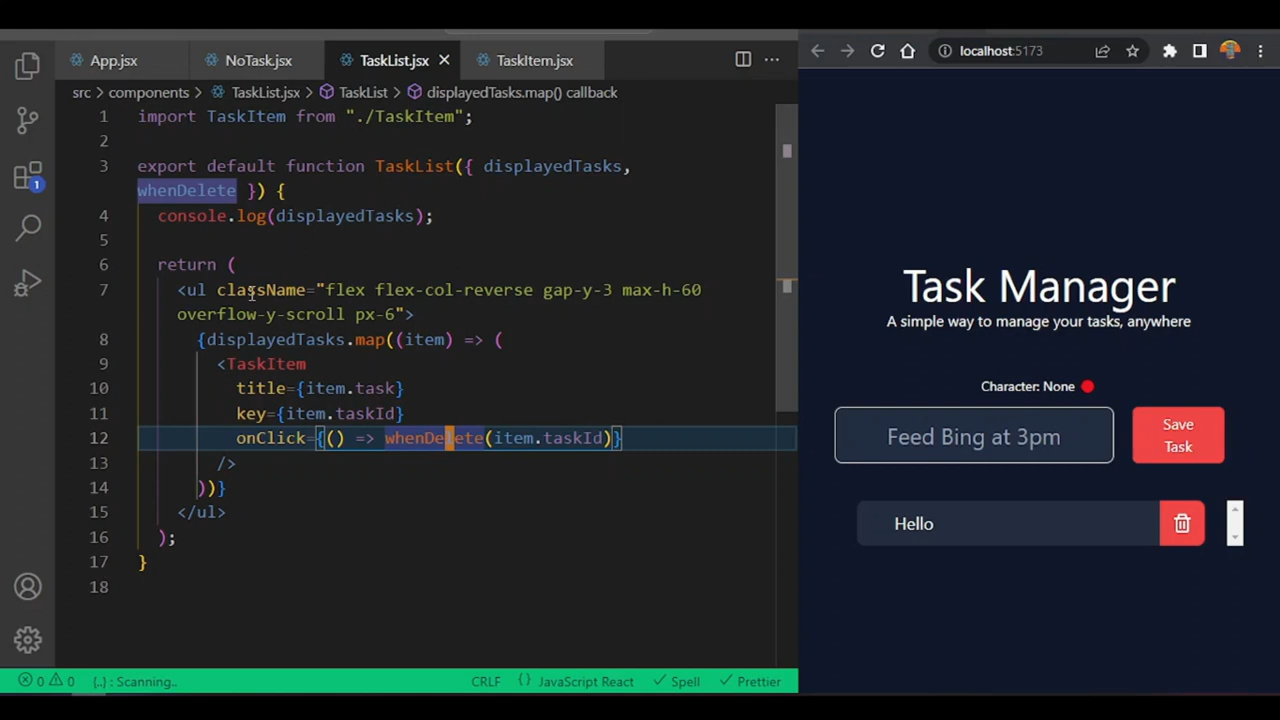 App.jsx
NoTask.jsx
TaskList.jsx
TaskItem.jsx
localhost:5173
src > components > TaskList.jsx > TaskList > displayedTasks.map() callback
1 import TaskItem from "./TaskItem";
2
3 export default function TaskList({ displayedTasks,
whenDelete }) {
4 console.log(displayedTasks);
5
6 return (
7 <ul className="flex flex-col-reverse gap-y-3 max-h-60
overflow-y-scroll px-6">
8 {displayedTasks.map((item) => (
9 <TaskItem
10 title={item.task}
11 key={item.taskId}
12 onClick={() => whenDelete(item.taskId)}
13 />
14 ))}
15 </ul>
16 );
17 }
18
1
0 0 {..} : Scanning..
CRLF
{} JavaScript React
Spell
Prettier
Task Manager
A simple way to manage your tasks, anywhere
Character: None
Feed Bing at 3pm
Save
Task
Hello